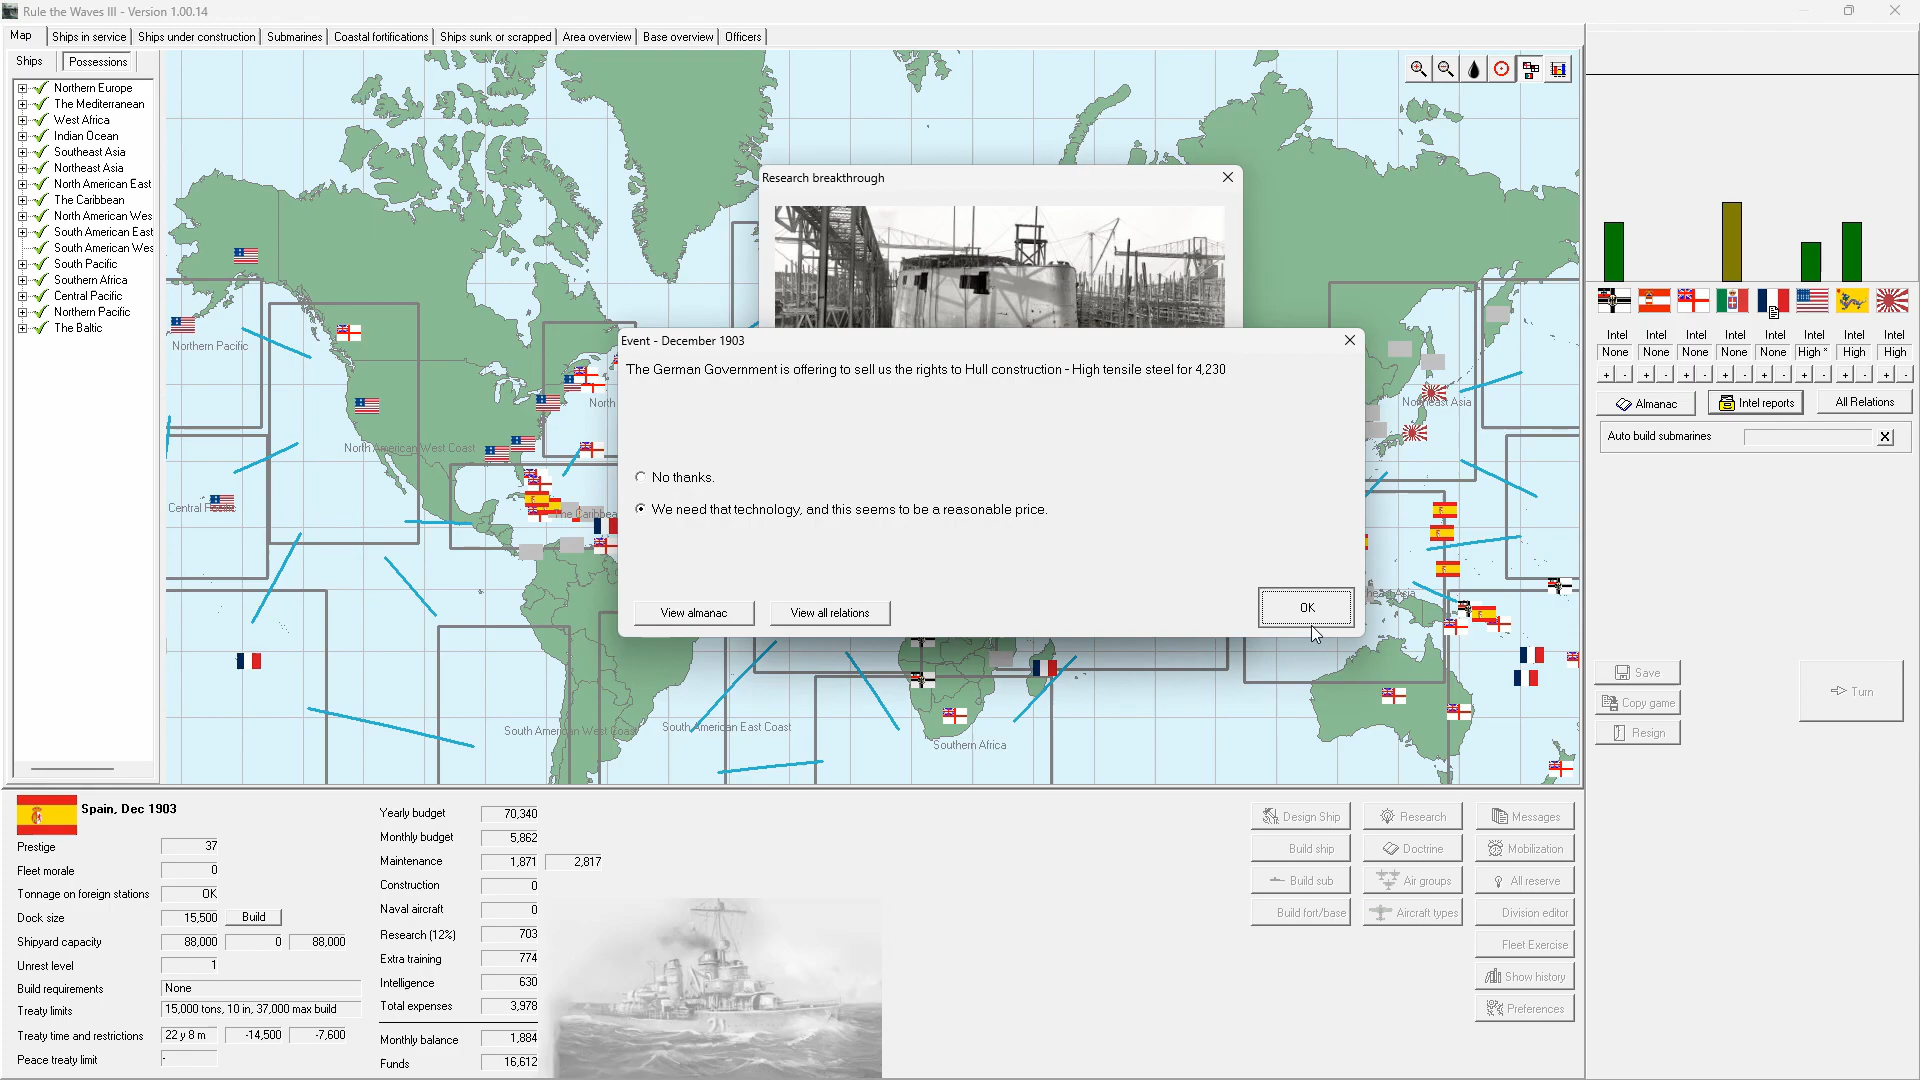 Rule the Waves III - Version 1.00.14
Map
Ships in service
Ships under construction
Submarines
Coastal fortifications
Ships sunk or scrapped
Area overview
Base overview
Officers
Ships
Possessions
Northern Europe
The Mediterranean
West Africa
Indian Ocean
Southeast Asia
Northeast Asia
North American East
The Caribbean
North American Wes
South American East
South American Wes
South Pacific
Southern Africa
Central Pacific
Northern Pacific
The Baltic
Northern Pacific
North American West Coast
Central Pacific
North
The Caribbea
South American West Coast
South American East Coast
Southern Africa
Northeast Asia
Research breakthrough
Event - December 1903
The German Government is offering to sell us the rights to Hull construction - High tensile steel for 4,230
No thanks.
We need that technology, and this seems to be a reasonable price.
View almanac
View all relations
OK
Intel Intel Intel Intel Intel Intel Intel Intel
None None None None None High * High High
+ - + - + - + - + - + - + - + -
Almanac
Intel reports
All Relations
Auto build submarines
X
Save
Copy game
Resign
Turn
Spain, Dec 1903
Prestige 37
Fleet morale 0
Tonnage on foreign stations OK
Dock size 15,500 Build
Shipyard capacity 88,000 0 88,000
Unrest level 1
Build requirements None
Treaty limits 15,000 tons, 10 in, 37,000 max build
Treaty time and restrictions 22 y 8 m -14,500 -7,600
Peace treaty limit -
Yearly budget 70,340
Monthly budget 5,862
Maintenance 1,871 2,817
Construction 0
Naval aircraft 0
Research (12%) 703
Extra training 774
Intelligence 630
Total expenses 3,978
Monthly balance 1,884
Funds 16,612
Design Ship
Research
Messages
Build ship
Doctrine
Mobilization
Build sub
Air groups
All reserve
Build fort/base
Aircraft types
Division editor
Fleet Exercise
Show history
Preferences